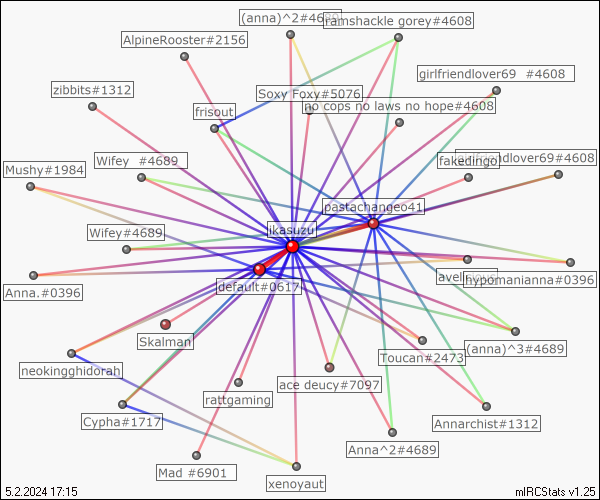 (anna)^2#4689
ramshackle gorey#4608
AlpineRooster#2156
girlfriendlover69 #4608
zibbits#1312
Soxy Foxy#5076
no cops no laws no hope#4608
frisout
Wifey #4689
fakedingo
friendlover69#4608
Mushy#1984
pastachange041
ikasuzu
Wifey#4689
hypomanianna#0396
Anna.#0396
default#0617
Skalman
(anna)^3#4689
Toucan#2473
neokingghidorah
ace deucy#7097
rattgaming
Cypha#1717
Annarchist#1312
Anna^2#4689
Mad #6901
xenoyaut
5.2.2024 17:15
mIRCStats v1.25